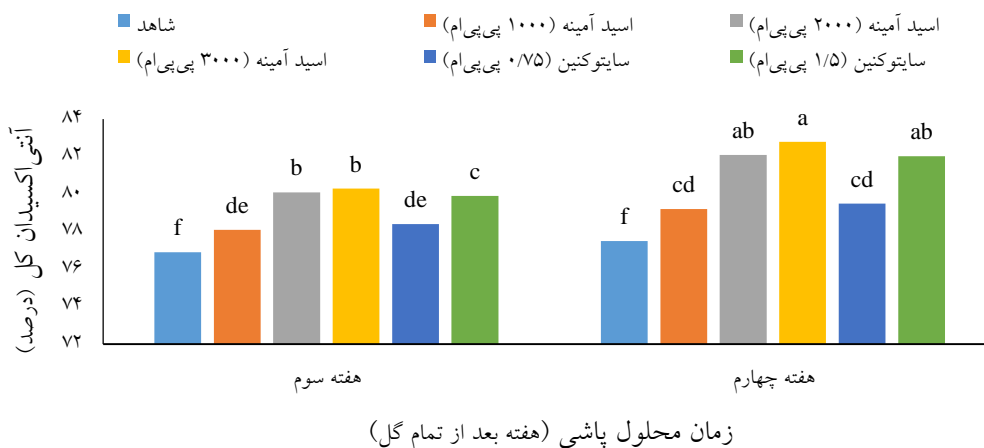 شاهد
اسید آمینه (۱۰۰۰ پی‌پی‌ام)
اسید آمینه (۲۰۰۰ پی‌پی‌ام)
اسید آمینه (۳۰۰۰ پی‌پی‌ام)
سایتوکنین (۰/۷۵ پی‌پی‌ام)
سایتوکنین (۱/۵ پی‌پی‌ام)
آنتی‌اکسیدان کل (درصد)
۸۴
۸۲
۸۰
۷۸
۷۶
۷۴
۷۲
f
de
b
b
de
c
f
cd
ab
a
cd
ab
هفته سوم
هفته چهارم
زمان محلول پاشی (هفته بعد از تمام گل)